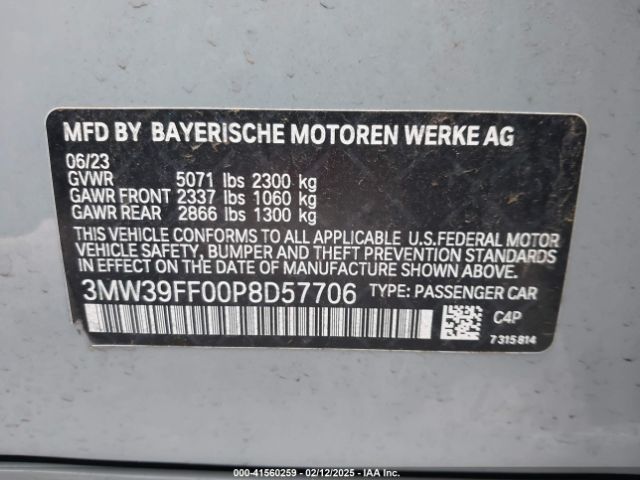 MFD BY BAYERISCHE MOTOREN WERKE AG
06/23
GVWR 5071 lbs 2300 kg
GAWR FRONT 2337 lbs 1060 kg
GAWR REAR 2866 lbs 1300 kg
THIS VEHICLE CONFORMS TO ALL APPLICABLE U.S.FEDERAL MOTOR
VEHICLE SAFETY, BUMPER AND THEFT PREVENTION STANDARDS
IN EFFECT ON THE DATE OF MANUFACTURE SHOWN ABOVE.
3MW39FF00P8D57706 TYPE: PASSENGER CAR
C4P
7315814
000-41560259 - 02/12/2025 - IAA Inc.